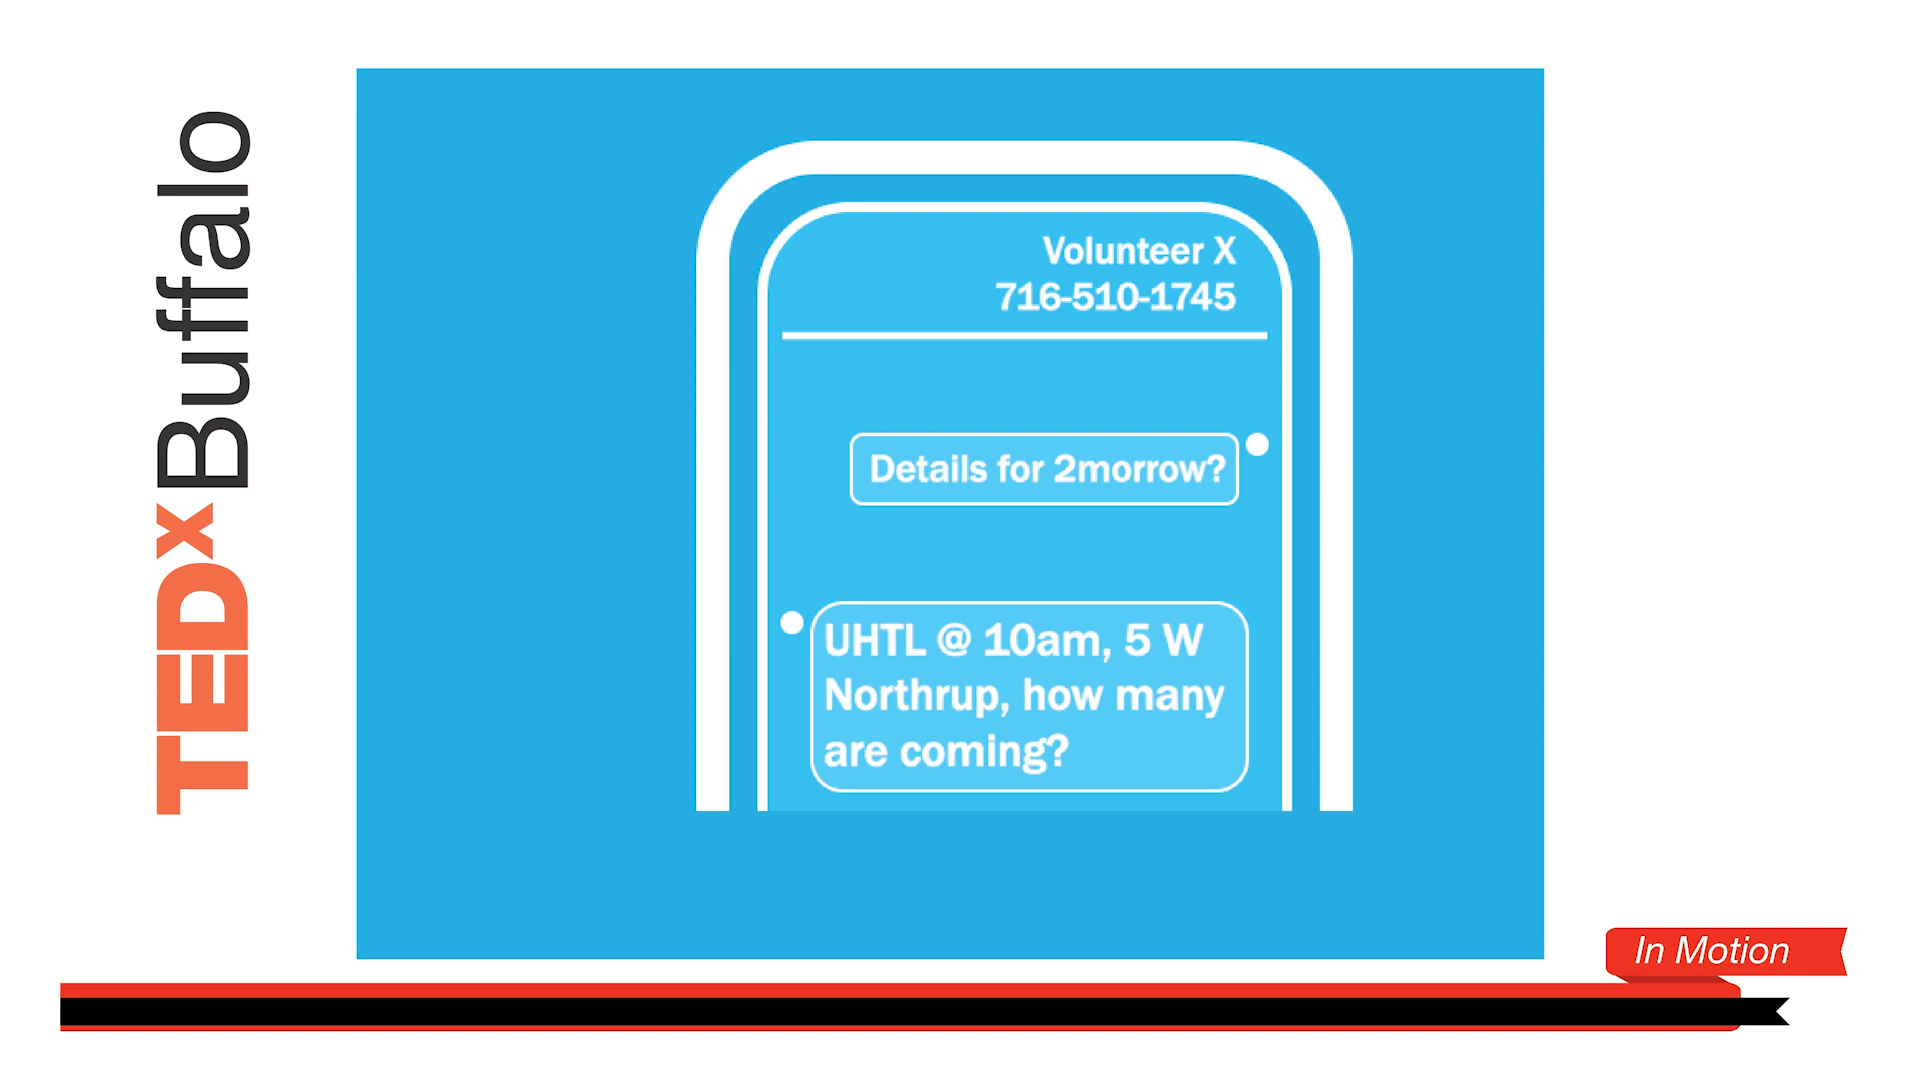 TEDxBuffalo
Volunteer X
716-510-1745
Details for 2morrow?
UHTL @ 10am, 5 W
Northrup, how many
are coming?
In Motion